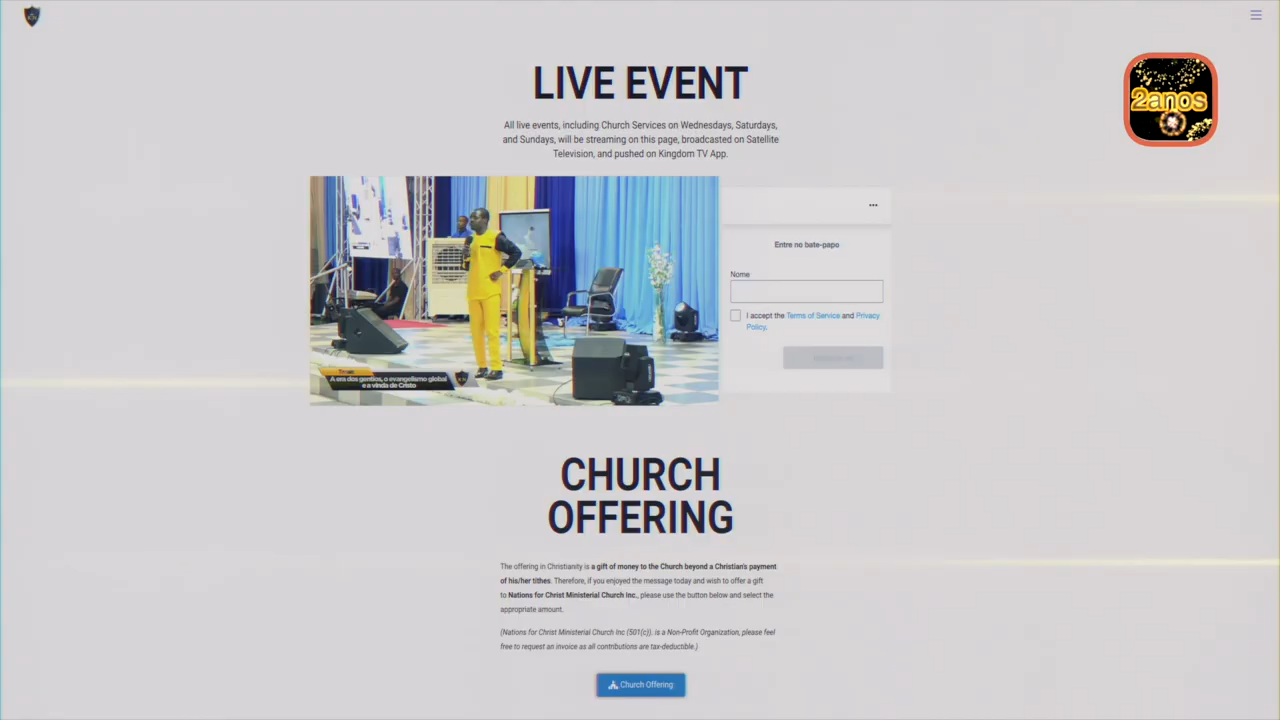 LIVE EVENT
2anos
All live events, including Church Services on Wednesdays, Saturdays,
and Sundays, will be streaming on this page, broadcasted on Satellite
Television, and pushed on Kingdom TV App.
Entre no bate-papo
Nome
I accept the Terms of Service and Privacy
Policy.
A era dos gentios, o evangelismo global
e a vinda de Cristo
CHURCH
OFFERING
The offering in Christianity is a gift of money to the Church beyond a Christian's payment
of his/her tithes. Therefore, if you enjoyed the message today and wish to offer a gift
to Nations for Christ Ministerial Church Inc., please use the button below and select the
appropriate amount.
(Nations for Christ Ministerial Church Inc (501(c)). is a Non-Profit Organization, please feel
free to request an invoice as all contributions are tax-deductible.)
Church Offering